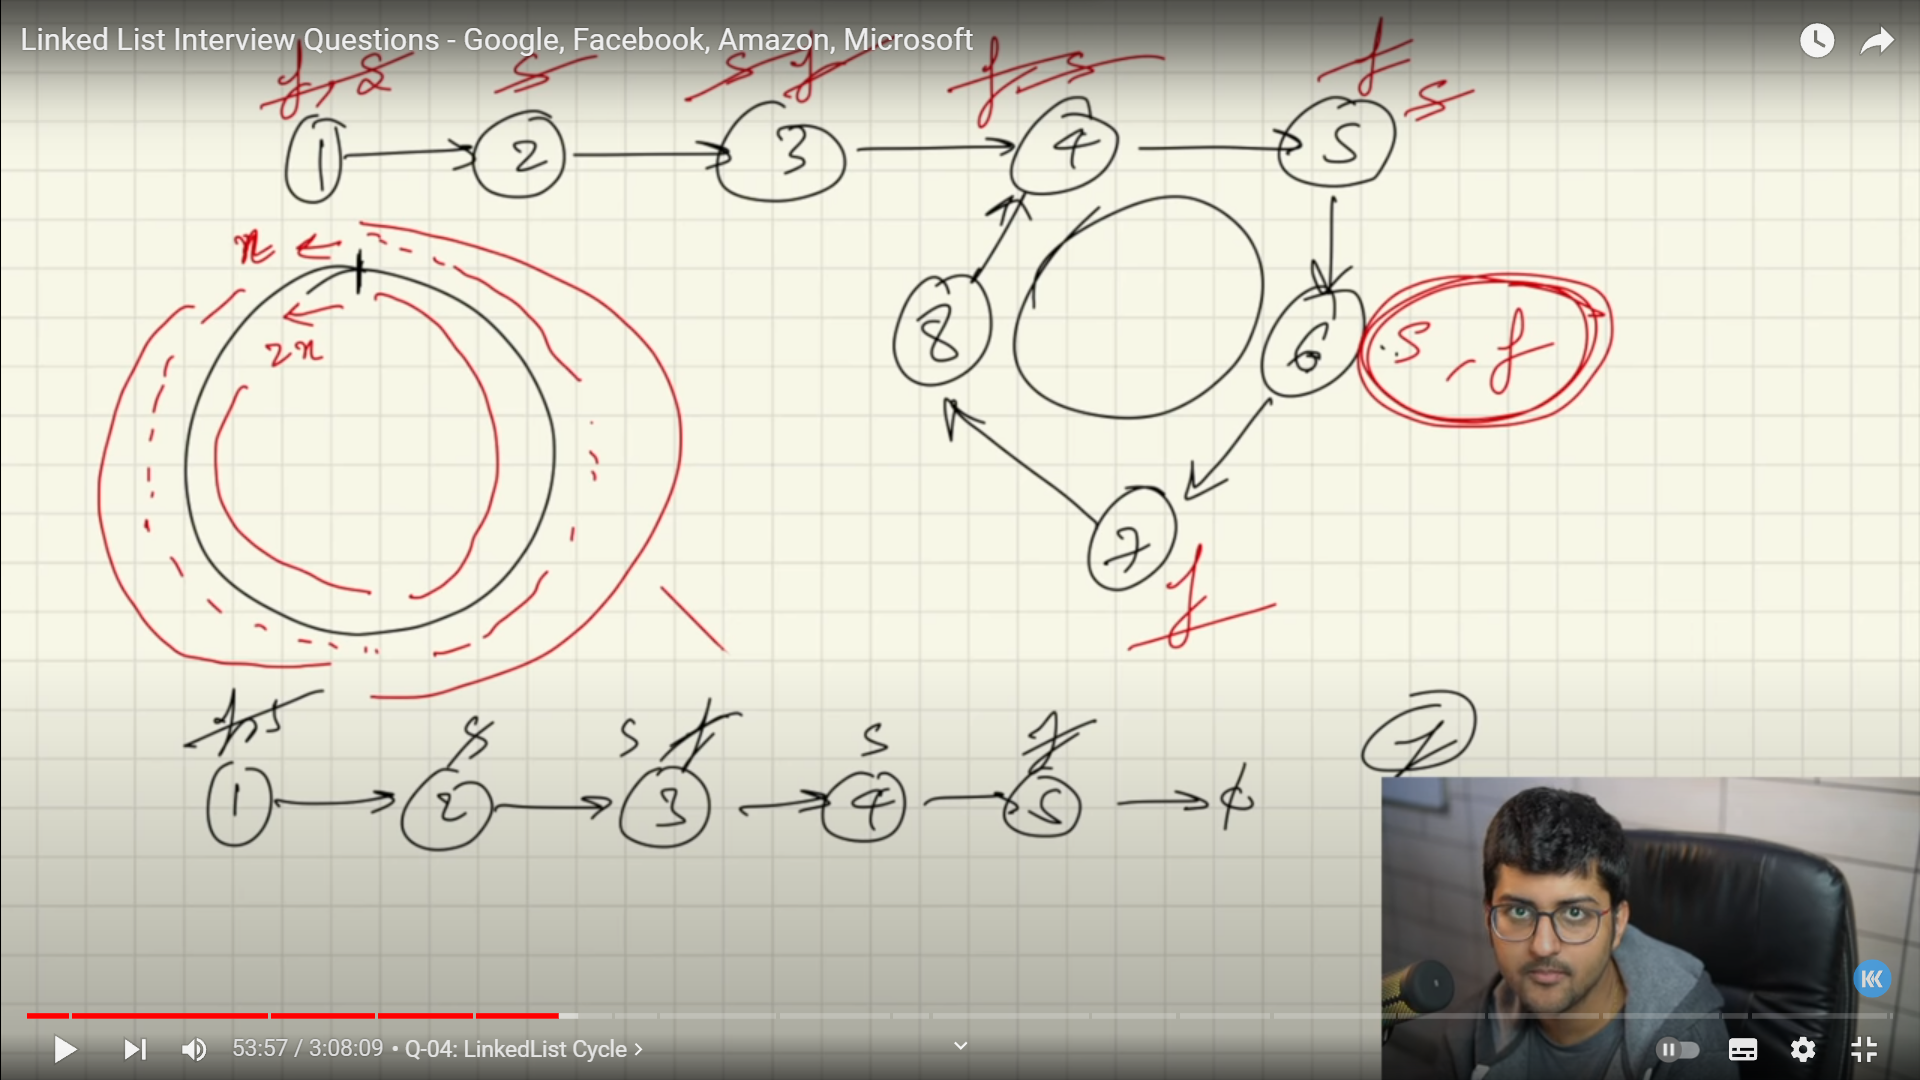 Linked List Interview Questions - Google, Facebook, Amazon, Microsoft
f, s s s f f, s f s
1 2 3 4 5
x
2x
8 6 s, f
7
f
f, s s s f s f f
1 2 3 4 5
53:57 / 3:08:09 • Q-04: LinkedList Cycle